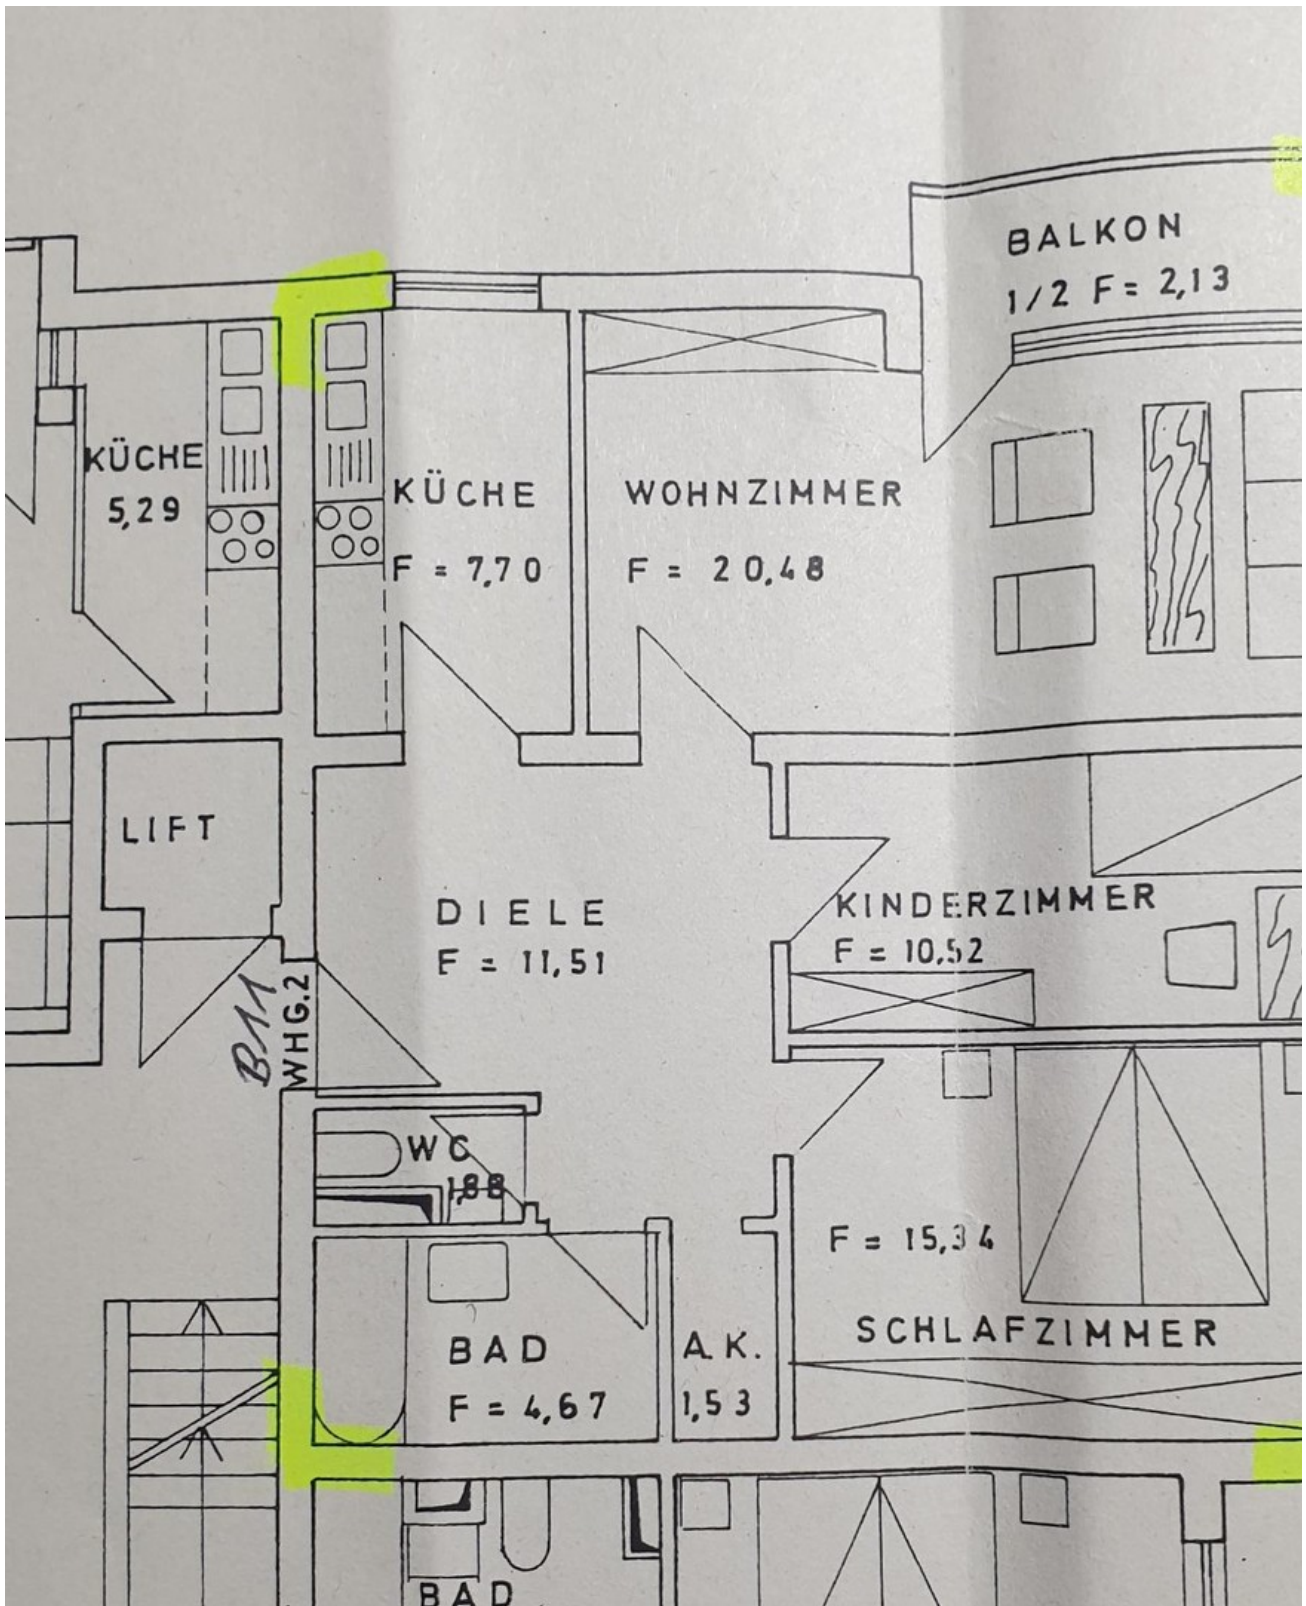 BALKON
1/2 F = 2,13
KÜCHE
5,29
KÜCHE
F = 7,70
WOHNZIMMER
F = 20,48
LIFT
DIELE
F = 11,51
KINDERZIMMER
F = 10,52
B11
WHG.2
WC
1,88
F = 15,34
SCHLAFZIMMER
BAD
F = 4,67
A.K.
1,53
BAD